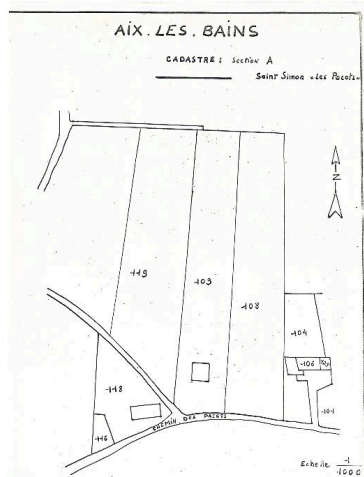 AIX.LES.BAINS
CADASTRE: Section A
Saint Simon "Les Pacots"
N
119
103
108
104
106
118
101
116
CHEMIN DES PACOTS
Echelle 1/1000